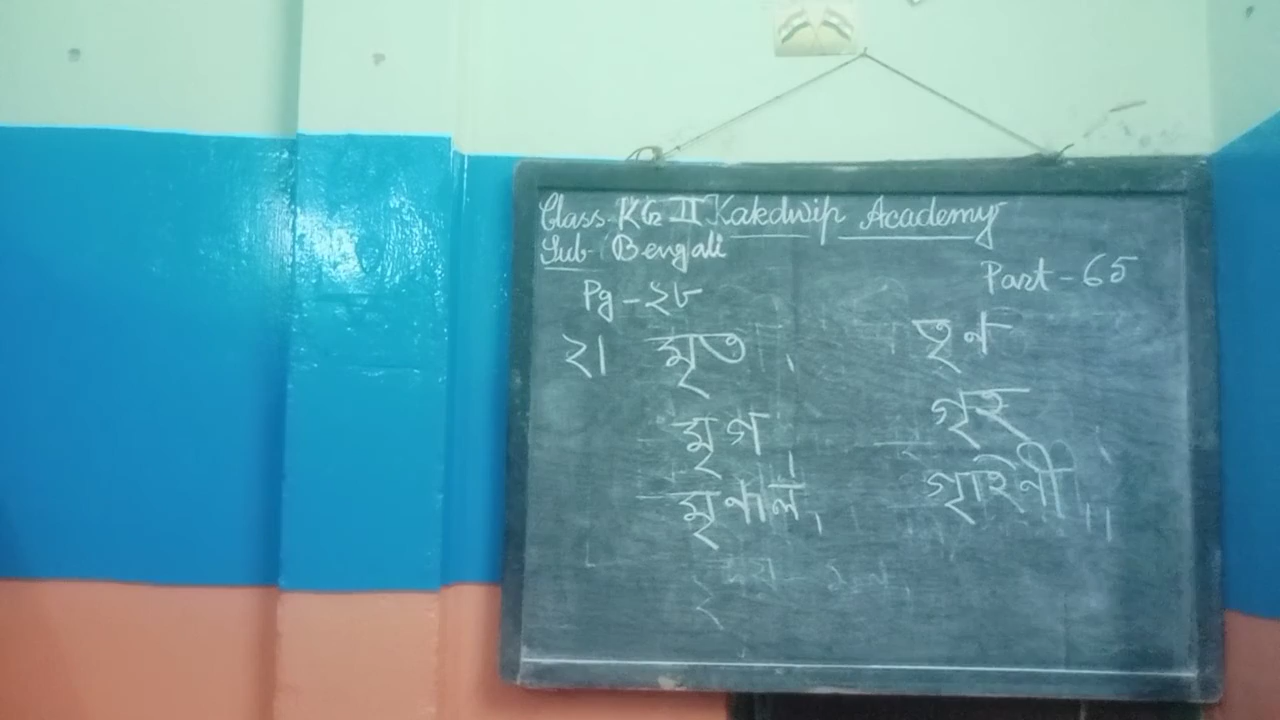 Class- KG II Kakdwip Academy
Sub- Bengali
Part - 65
Pg - ২৮
২। মৃত তৃন
মৃগ গৃহ
মৃনাল গৃহিনী